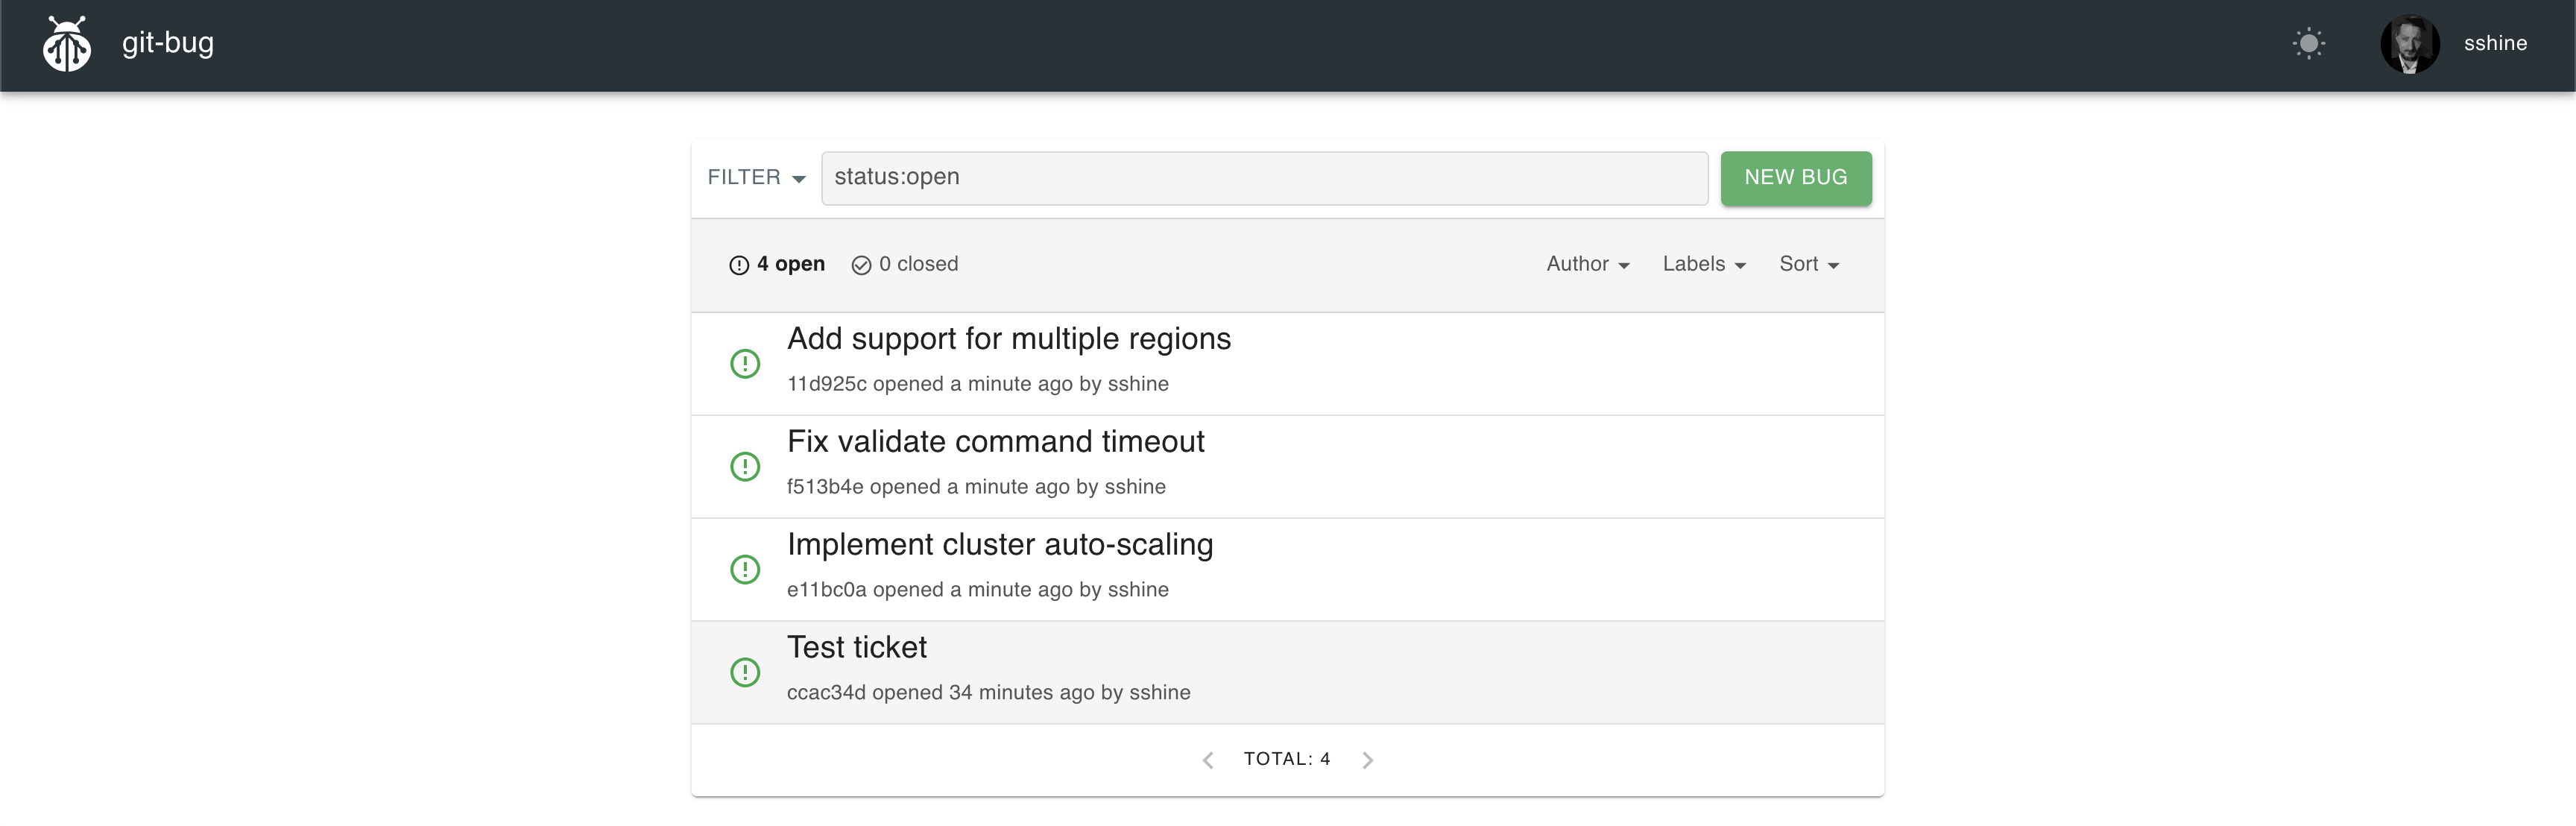 git-bug
sshine
FILTER
status:open
NEW BUG
4 open
0 closed
Author
Labels
Sort
Add support for multiple regions
11d925c opened a minute ago by sshine
Fix validate command timeout
f513b4e opened a minute ago by sshine
Implement cluster auto-scaling
e11bc0a opened a minute ago by sshine
Test ticket
ccac34d opened 34 minutes ago by sshine
TOTAL: 4